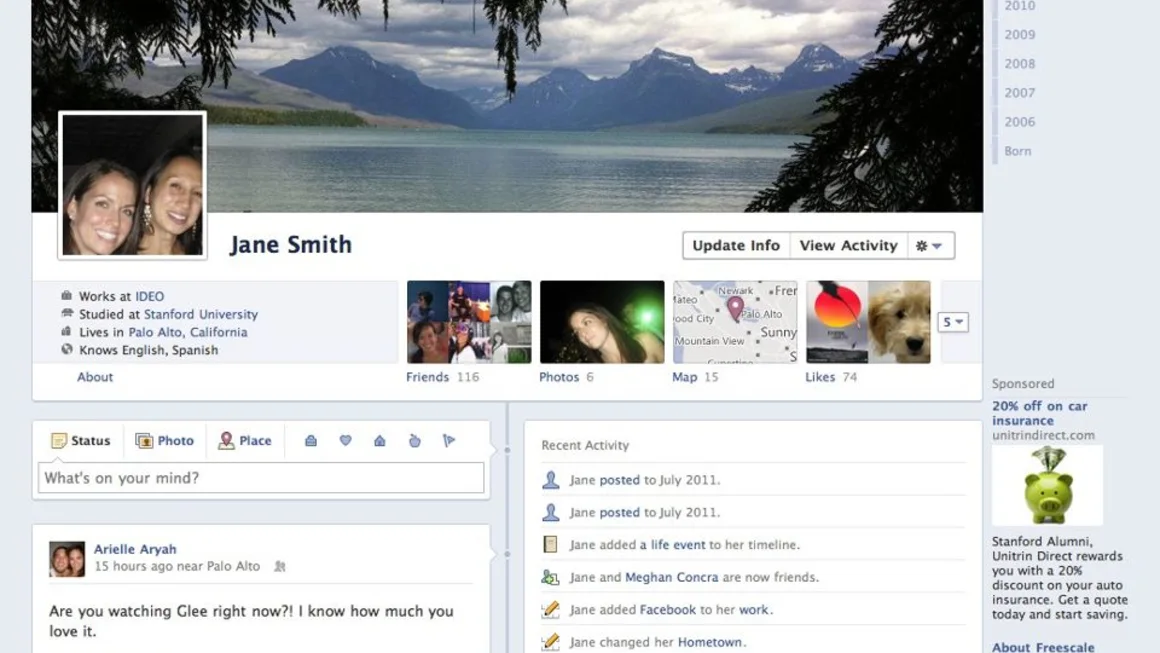 2010
2009
2008
2007
2006
Born
Jane Smith
Update Info
View Activity
Works at IDEO
Studied at Stanford University
Lives in Palo Alto, California
Knows English, Spanish
About
Newark
Frer
Mateo
ood City
Palo Alto
Sunny
Mountain View
S
Cupertino
5
Friends 116
Photos 6
Map 15
Likes 74
Status
Photo
Place
What's on your mind?
Arielle Aryah
15 hours ago near Palo Alto
Are you watching Glee right now?! I know how much you
love it.
Recent Activity
Jane posted to July 2011.
Jane posted to July 2011.
Jane added a life event to her timeline.
Jane and Meghan Concra are now friends.
Jane added Facebook to her work.
Jane changed her Hometown.
Sponsored
20% off on car
insurance
unitrindirect.com
Stanford Alumni,
Unitrin Direct rewards
you with a 20%
discount on your auto
insurance. Get a quote
today and start saving.
About Freescale